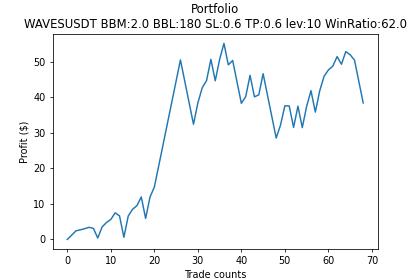 Portfolio
WAVESUSDT BBM:2.0 BBL:180 SL:0.6 TP:0.6 lev:10 WinRatio:62.0
50
40
30
20
10
0
Profit ($)
0 10 20 30 40 50 60 70
Trade counts